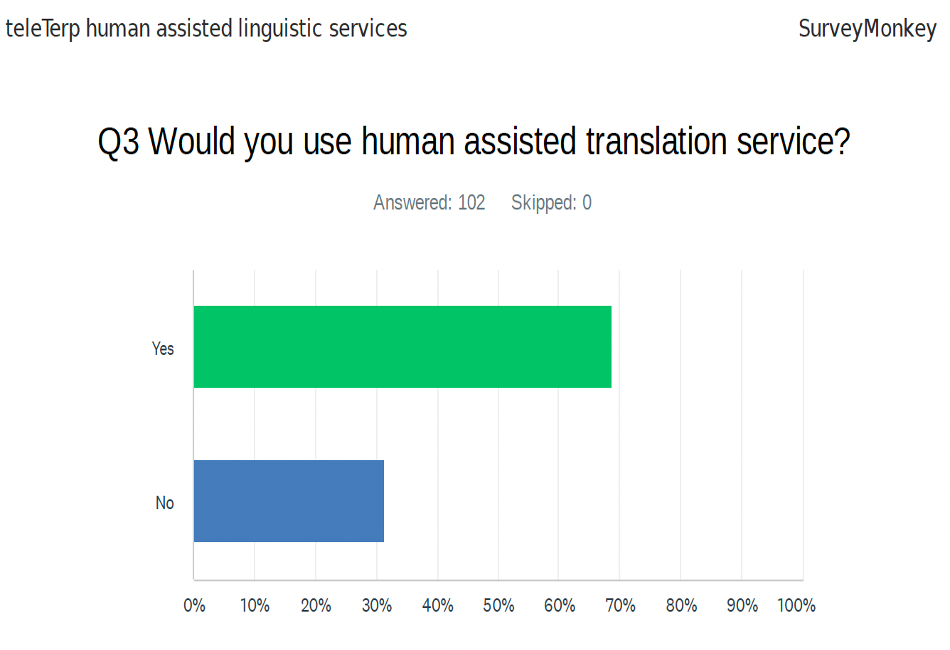 teleTerp human assisted linguistic services
SurveyMonkey
Q3 Would you use human assisted translation service?
Answered: 102 Skipped: 0
Yes
No
0% 10% 20% 30% 40% 50% 60% 70% 80% 90% 100%